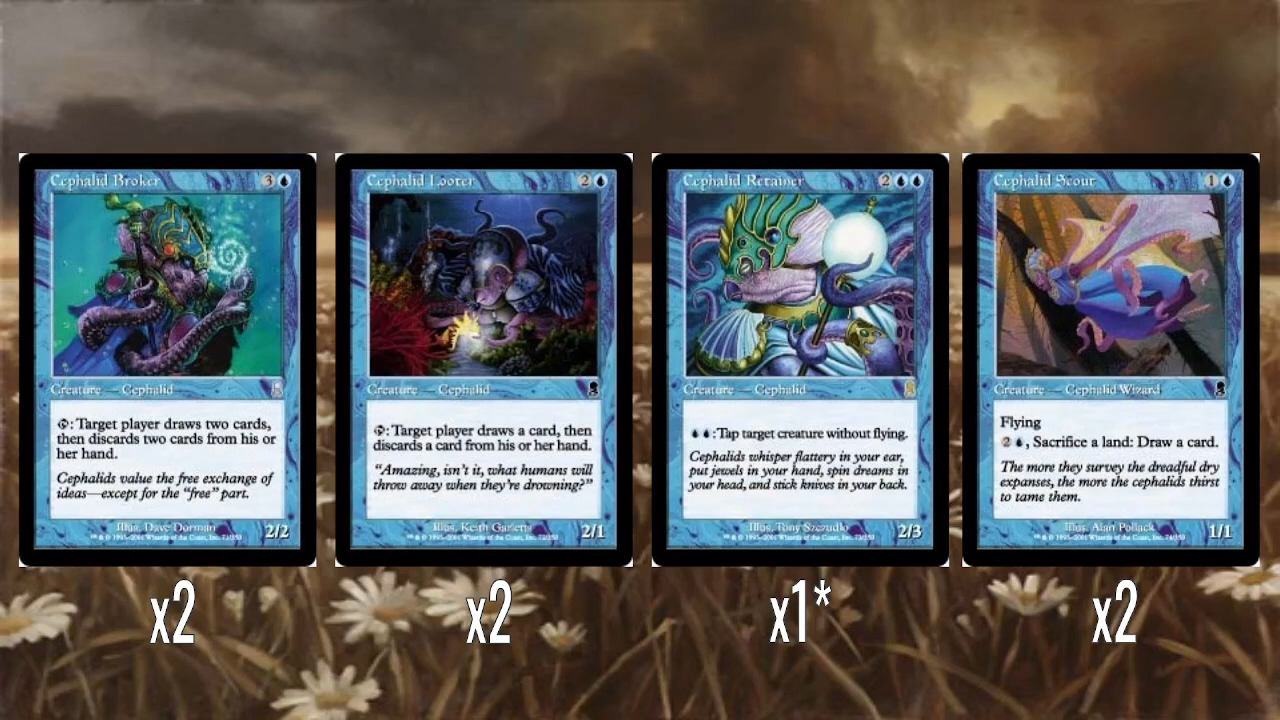 Cephalid Broker
3
Creature — Cephalid
: Target player draws two cards,
then discards two cards from his or
her hand.
Cephalids value the free exchange of
ideas—except for the "free" part.
Illus. Dave Dorman
2/2
x2
Cephalid Looter
2
Creature — Cephalid
: Target player draws a card, then
discards a card from his or her hand.
"Amazing, isn't it, what humans will
throw away when they're drowning?"
Illus. Keith Garletts
2/1
x2
Cephalid Retainer
2
Creature — Cephalid
:Tap target creature without flying.
Cephalids whisper flattery in your ear,
put jewels in your hand, spin dreams in
your head, and stick knives in your back.
Illus. Tony Szczudlo
2/3
x1*
Cephalid Scout
1
Creature — Cephalid Wizard
Flying
2 , Sacrifice a land: Draw a card.
The more they survey the dreadful dry
expanses, the more the cephalids thirst
to tame them.
Illus. Alan Pollack
1/1
x2